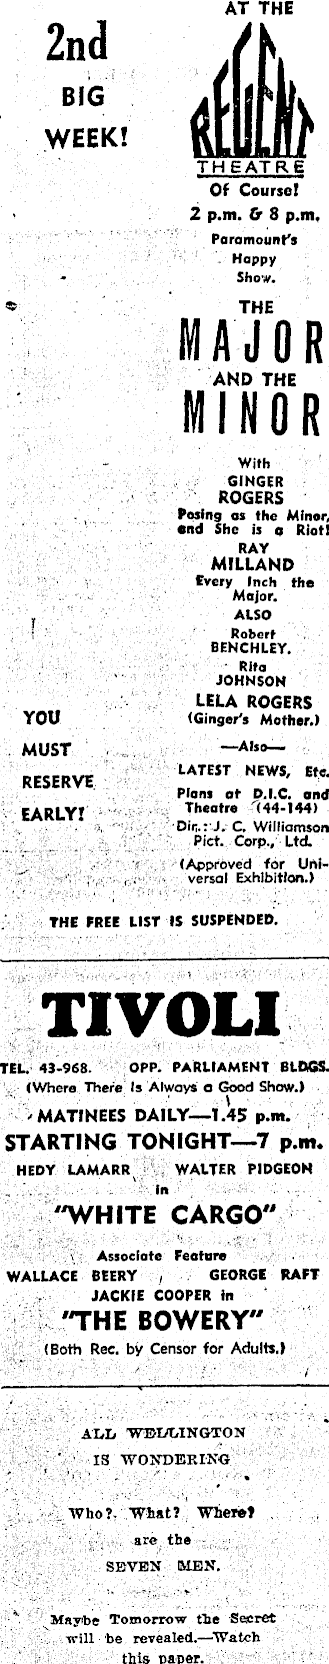 2nd
BIG
WEEK!
AT THE
REGENT
THEATRE
Of Course!
2 p.m. & 8 p.m.
Paramount's
Happy
Show.
THE
MAJOR
AND THE
MINOR
With
GINGER
ROGERS
Posing as the Minor,
and She is a Riot!
RAY
MILLAND
Every Inch the
Major.
ALSO
Robert
BENCHLEY.
Rita
JOHNSON
LELA ROGERS
(Ginger's Mother.)
—Also—
LATEST NEWS, Etc.
Plans at D.I.C. and
Theatre (44-144)
Dir.: J. C. Williamson
Pict. Corp., Ltd.
(Approved for Uni-
versal Exhibition.)
YOU
MUST
RESERVE
EARLY!
THE FREE LIST IS SUSPENDED.
TIVOLI
TEL. 43-968. OPP. PARLIAMENT BLDGS.
(Where There Is Always a Good Show.)
MATINEES DAILY—1.45 p.m.
STARTING TONIGHT—7 p.m.
HEDY LAMARR WALTER PIDGEON
in
"WHITE CARGO"
Associate Feature
WALLACE BEERY, GEORGE RAFT
JACKIE COOPER in
"THE BOWERY"
(Both Rec. by Censor for Adults.)
ALL WELLINGTON
IS WONDERING
Who? What? Where?
are the
SEVEN MEN.
Maybe Tomorrow the Secret
will be revealed.—Watch
this paper.